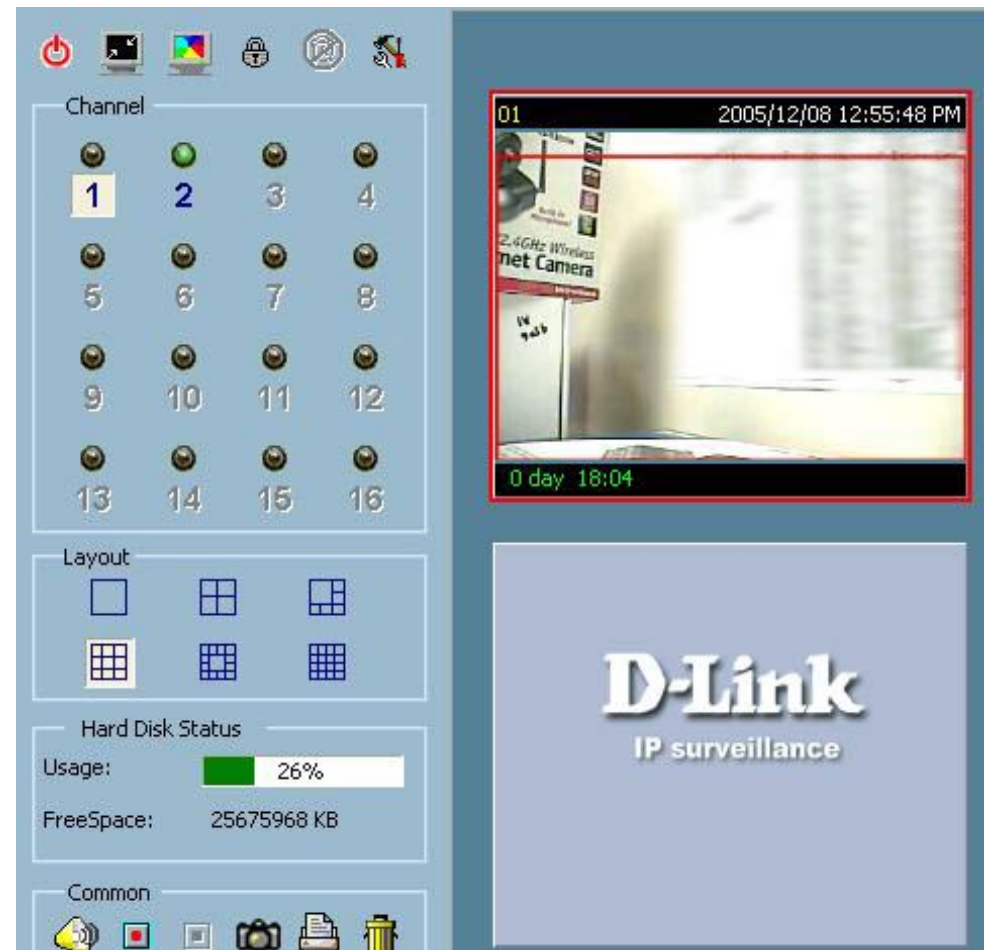 Channel
1 2 3 4
5 6 7 8
9 10 11 12
13 14 15 16
Layout
Hard Disk Status
Usage: 26%
FreeSpace: 25675968 KB
Common
01 2005/12/08 12:55:48 PM
2.4GHz Wireless
net Camera
0 day 18:04
D-Link
IP surveillance